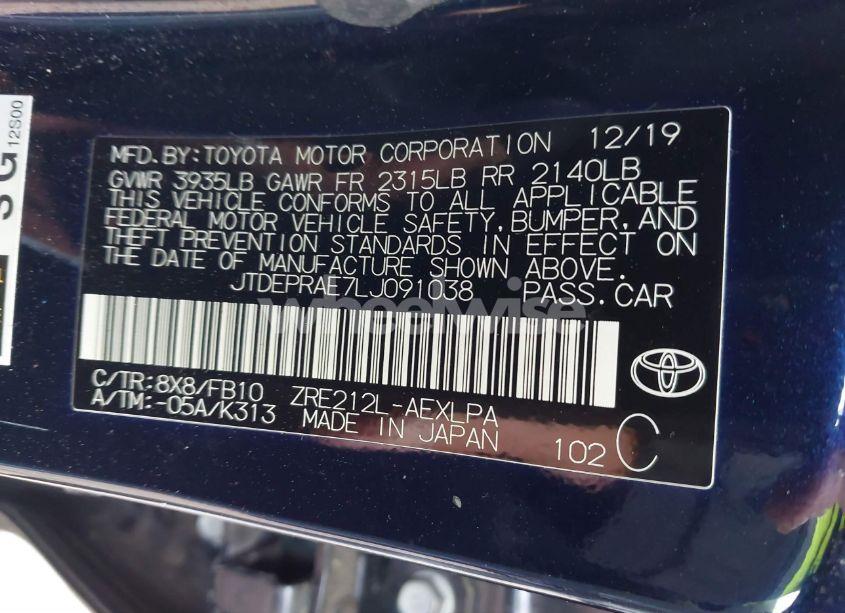 MFD.BY:TOYOTA MOTOR CORPORATION 12/19
GVWR 3935LB GAWR FR 2315LB RR 2140LB
THIS VEHICLE CONFORMS TO ALL APPLICABLE
FEDERAL MOTOR VEHICLE SAFETY,BUMPER,AND
THEFT PREVENTION STANDARDS IN EFFECT ON
THE DATE OF MANUFACTURE SHOWN ABOVE.
JTDEPRAE7LJ091038 PASS.CAR
wheelwise
C/TR:8X8/FB10 ZRE212L-AEXLPA
A/TM:-05A/K313 MADE IN JAPAN
102 C
12S00